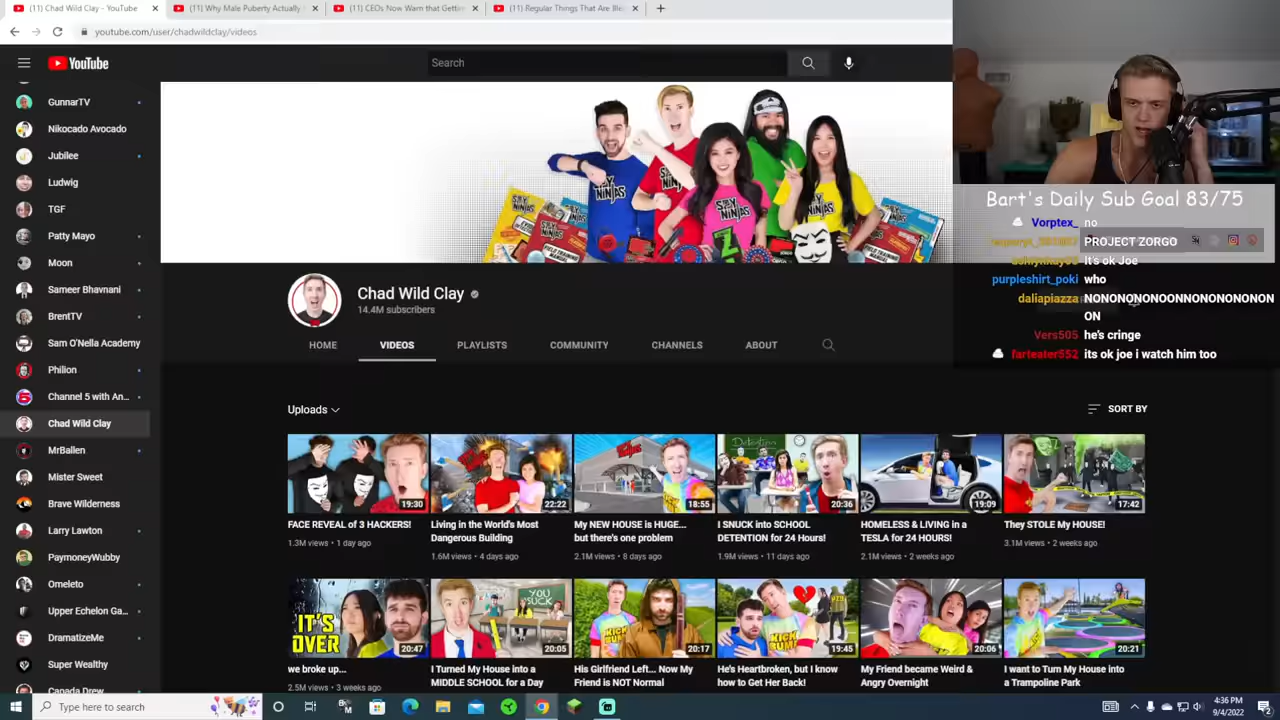 (11) Chad Wild Clay - YouTube
(11) Why Male Puberty Actually
(11) CEOs Now Warn that Gettin
(11) Regular Things That Are Ille
youtube.com/user/chadwildclay/videos
YouTube
Search
GunnarTV
Nikocado Avocado
Jubilee
Ludwig
TGF
Patty Mayo
Moon
Sameer Bhavnani
BrentTV
Sam O'Nella Academy
Philion
Channel 5 with An...
Chad Wild Clay
MrBallen
Mister Sweet
Brave Wilderness
Larry Lawton
PaymoneyWubby
Omeleto
Upper Echelon Ga...
DramatizeMe
Super Wealthy
Canada Drew
SPY NINJAS
Chad Wild Clay
14.4M subscribers
HOME VIDEOS PLAYLISTS COMMUNITY CHANNELS ABOUT
Uploads
SORT BY
19:30
FACE REVEAL of 3 HACKERS!
1.3M views • 1 day ago
22:22
Living in the World's Most
Dangerous Building
1.6M views • 4 days ago
18:55
My NEW HOUSE is HUGE...
but there's one problem
2.1M views • 8 days ago
Detention
20:36
I SNUCK into SCHOOL
DETENTION for 24 Hours!
1.9M views • 11 days ago
19:09
HOMELESS & LIVING in a
TESLA for 24 HOURS!
2.1M views • 2 weeks ago
17:42
They STOLE My HOUSE!
3.1M views • 2 weeks ago
IT'S
OVER
20:47
we broke up...
2.5M views • 3 weeks ago
YOU
SUCK
20:05
I Turned My House into a
MIDDLE SCHOOL for a Day
20:17
His Girlfriend Left... Now My
Friend is NOT Normal
19:45
He's Heartbroken, but I know
how to Get Her Back!
20:06
My Friend became Weird &
Angry Overnight
20:21
I want to Turn My House into
a Trampoline Park
Bart's Daily Sub Goal 83/75
Vorptex_ no
PROJECT ZORGO
It's ok Joe
purpleshirt_poki who
daliapiazza NONONONONOONNONONONONON
ON
Vers505 he's cringe
farteater552 its ok joe i watch him too
Type here to search
4:36 PM
9/4/2022